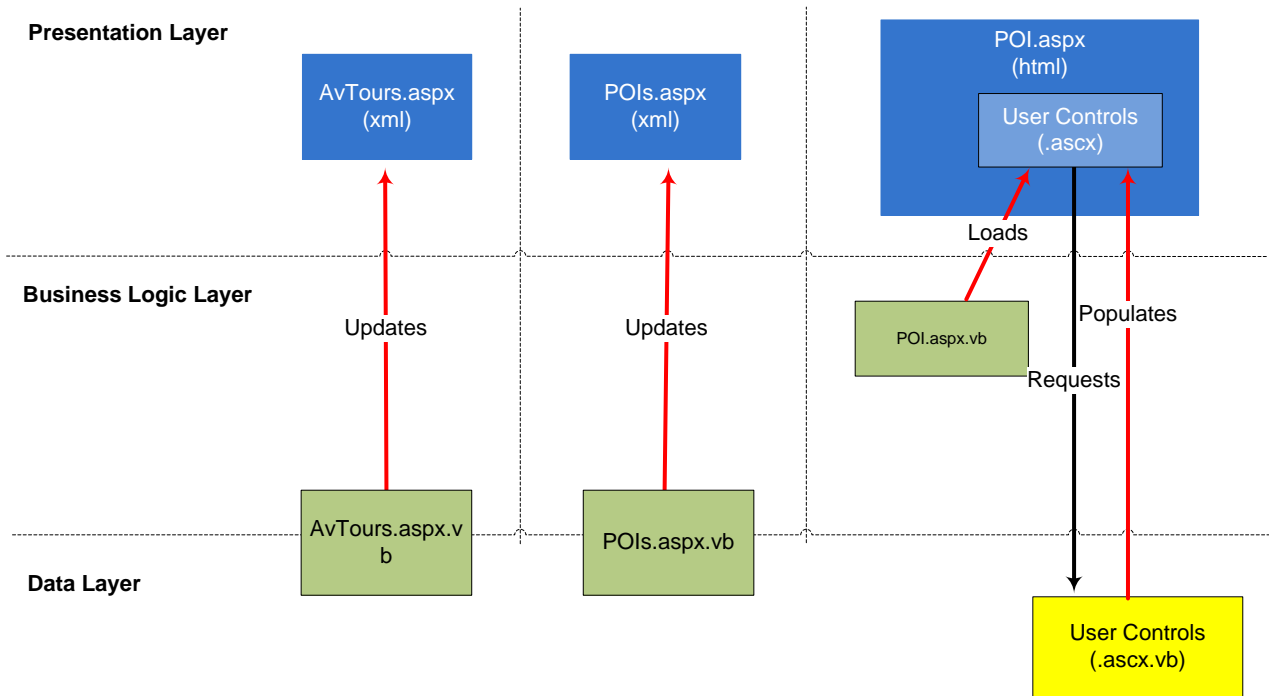 Presentation Layer
AvTours.aspx
(xml)
POIs.aspx
(xml)
POI.aspx
(html)
User Controls
(.ascx)
Loads
Business Logic Layer
Updates
Updates
POI.aspx.vb
Populates
Requests
AvTours.aspx.v
b
POIs.aspx.vb
Data Layer
User Controls
(.ascx.vb)